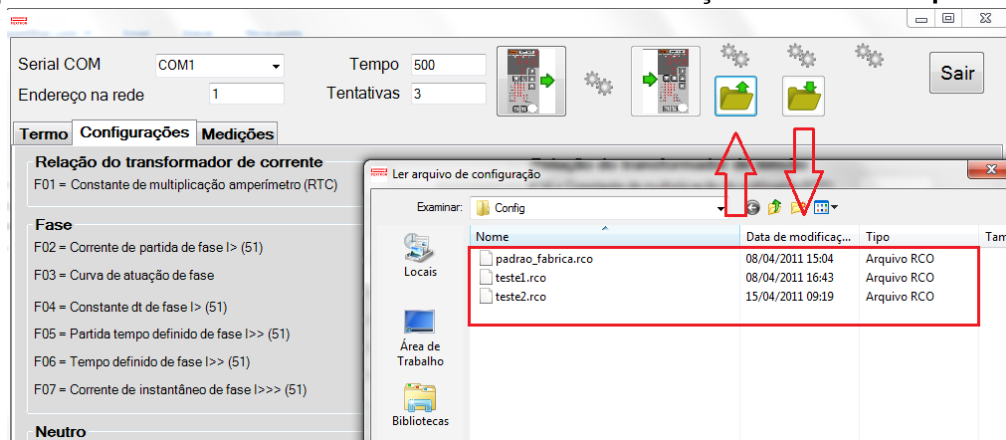 Serial COM COM1 Tempo 500
Endereço na rede 1 Tentativas 3
Sair
Termo Configurações Medições
Relação do transformador de corrente
F01 = Constante de multiplicação amperímetro (RTC)
Fase
F02 = Corrente de partida de fase I> (51)
F03 = Curva de atuação de fase
F04 = Constante dt de fase I> (51)
F05 = Partida tempo definido de fase I>> (51)
F06 = Tempo definido de fase I>> (51)
F07 = Corrente de instantâneo de fase I>>> (51)
Neutro
Ler arquivo de configuração
Examinar: Config
Nome Data de modificaç... Tipo Tam
padrao_fabrica.rco 08/04/2011 15:04 Arquivo RCO
teste1.rco 08/04/2011 16:43 Arquivo RCO
teste2.rco 15/04/2011 09:19 Arquivo RCO
Locais
Área de
Trabalho
Bibliotecas